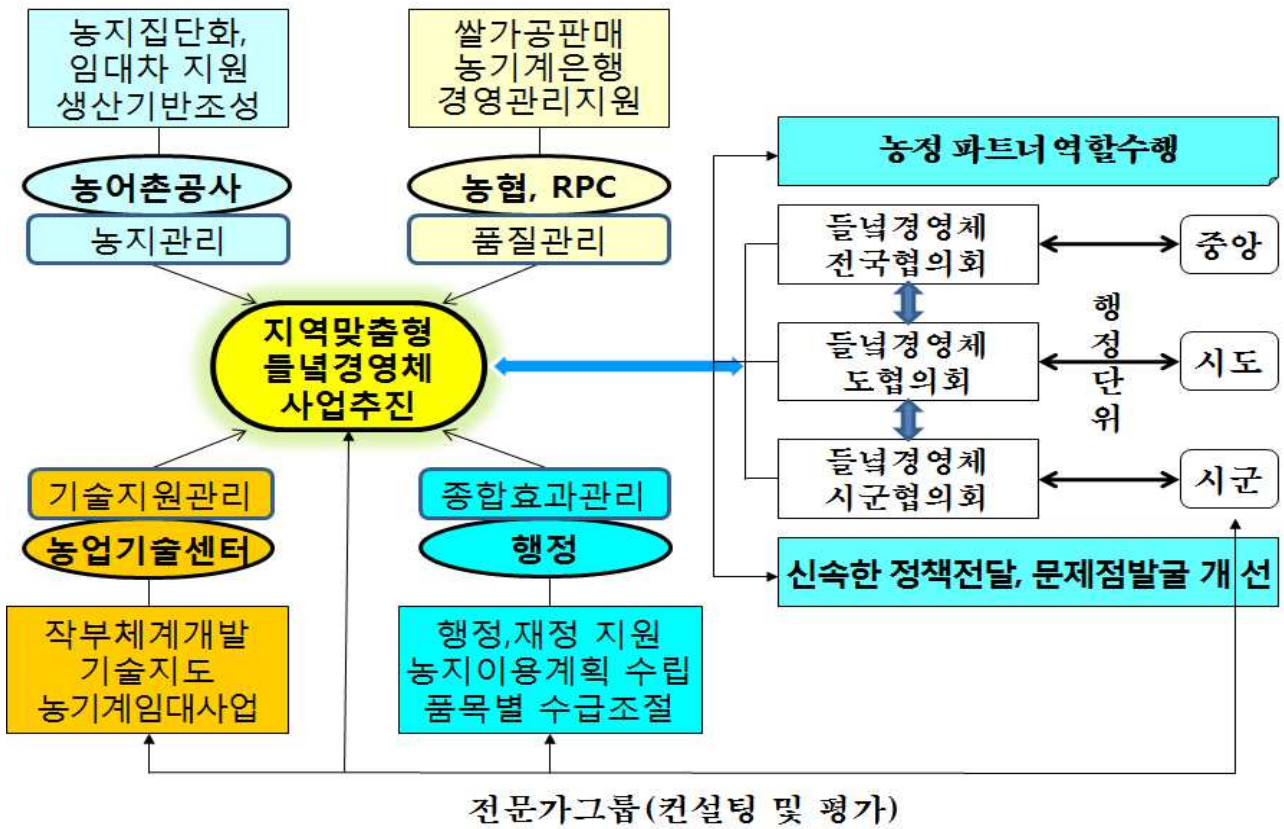 농지집단화,
임대차 지원
생산기반조성
농어촌공사
농지관리
쌀가공판매
농기계은행
경영관리지원
농협, RPC
품질관리
지역맞춤형
들녘경영체
사업추진
기술지원관리
농업기술센터
작부체계개발
기술지도
농기계임대사업
종합효과관리
행정
행정,재정 지원
농지이용계획 수립
품목별 수급조절
농정 파트너 역할수행
들녘경영체
전국협의회
중앙
들녘경영체
도협의회
시도
들녘경영체
시군협의회
시군
행정단위
신속한 정책전달, 문제점발굴 개 선
전문가그룹(컨설팅 및 평가)